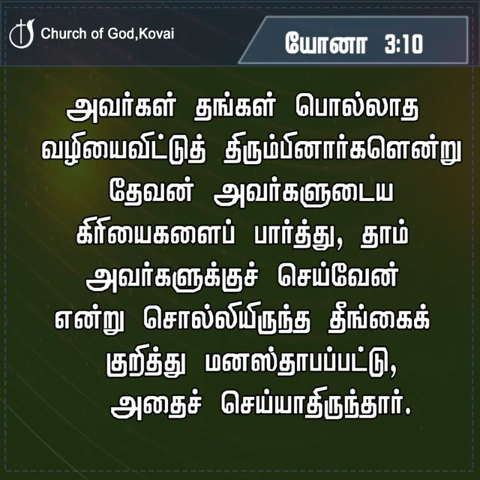 Church of God,Kovai
யோனா 3:10
அவர்கள் தங்கள் பொல்லாத
வழியைவிட்டுத் திரும்பினார்களென்று
தேவன் அவர்களுடைய
கிரியைகளைப் பார்த்து, தாம்
அவர்களுக்குச் செய்வேன்
என்று சொல்லியிருந்த தீங்கைக்
குறித்து மனஸ்தாபப்பட்டு,
அதைச் செய்யாதிருந்தார்.